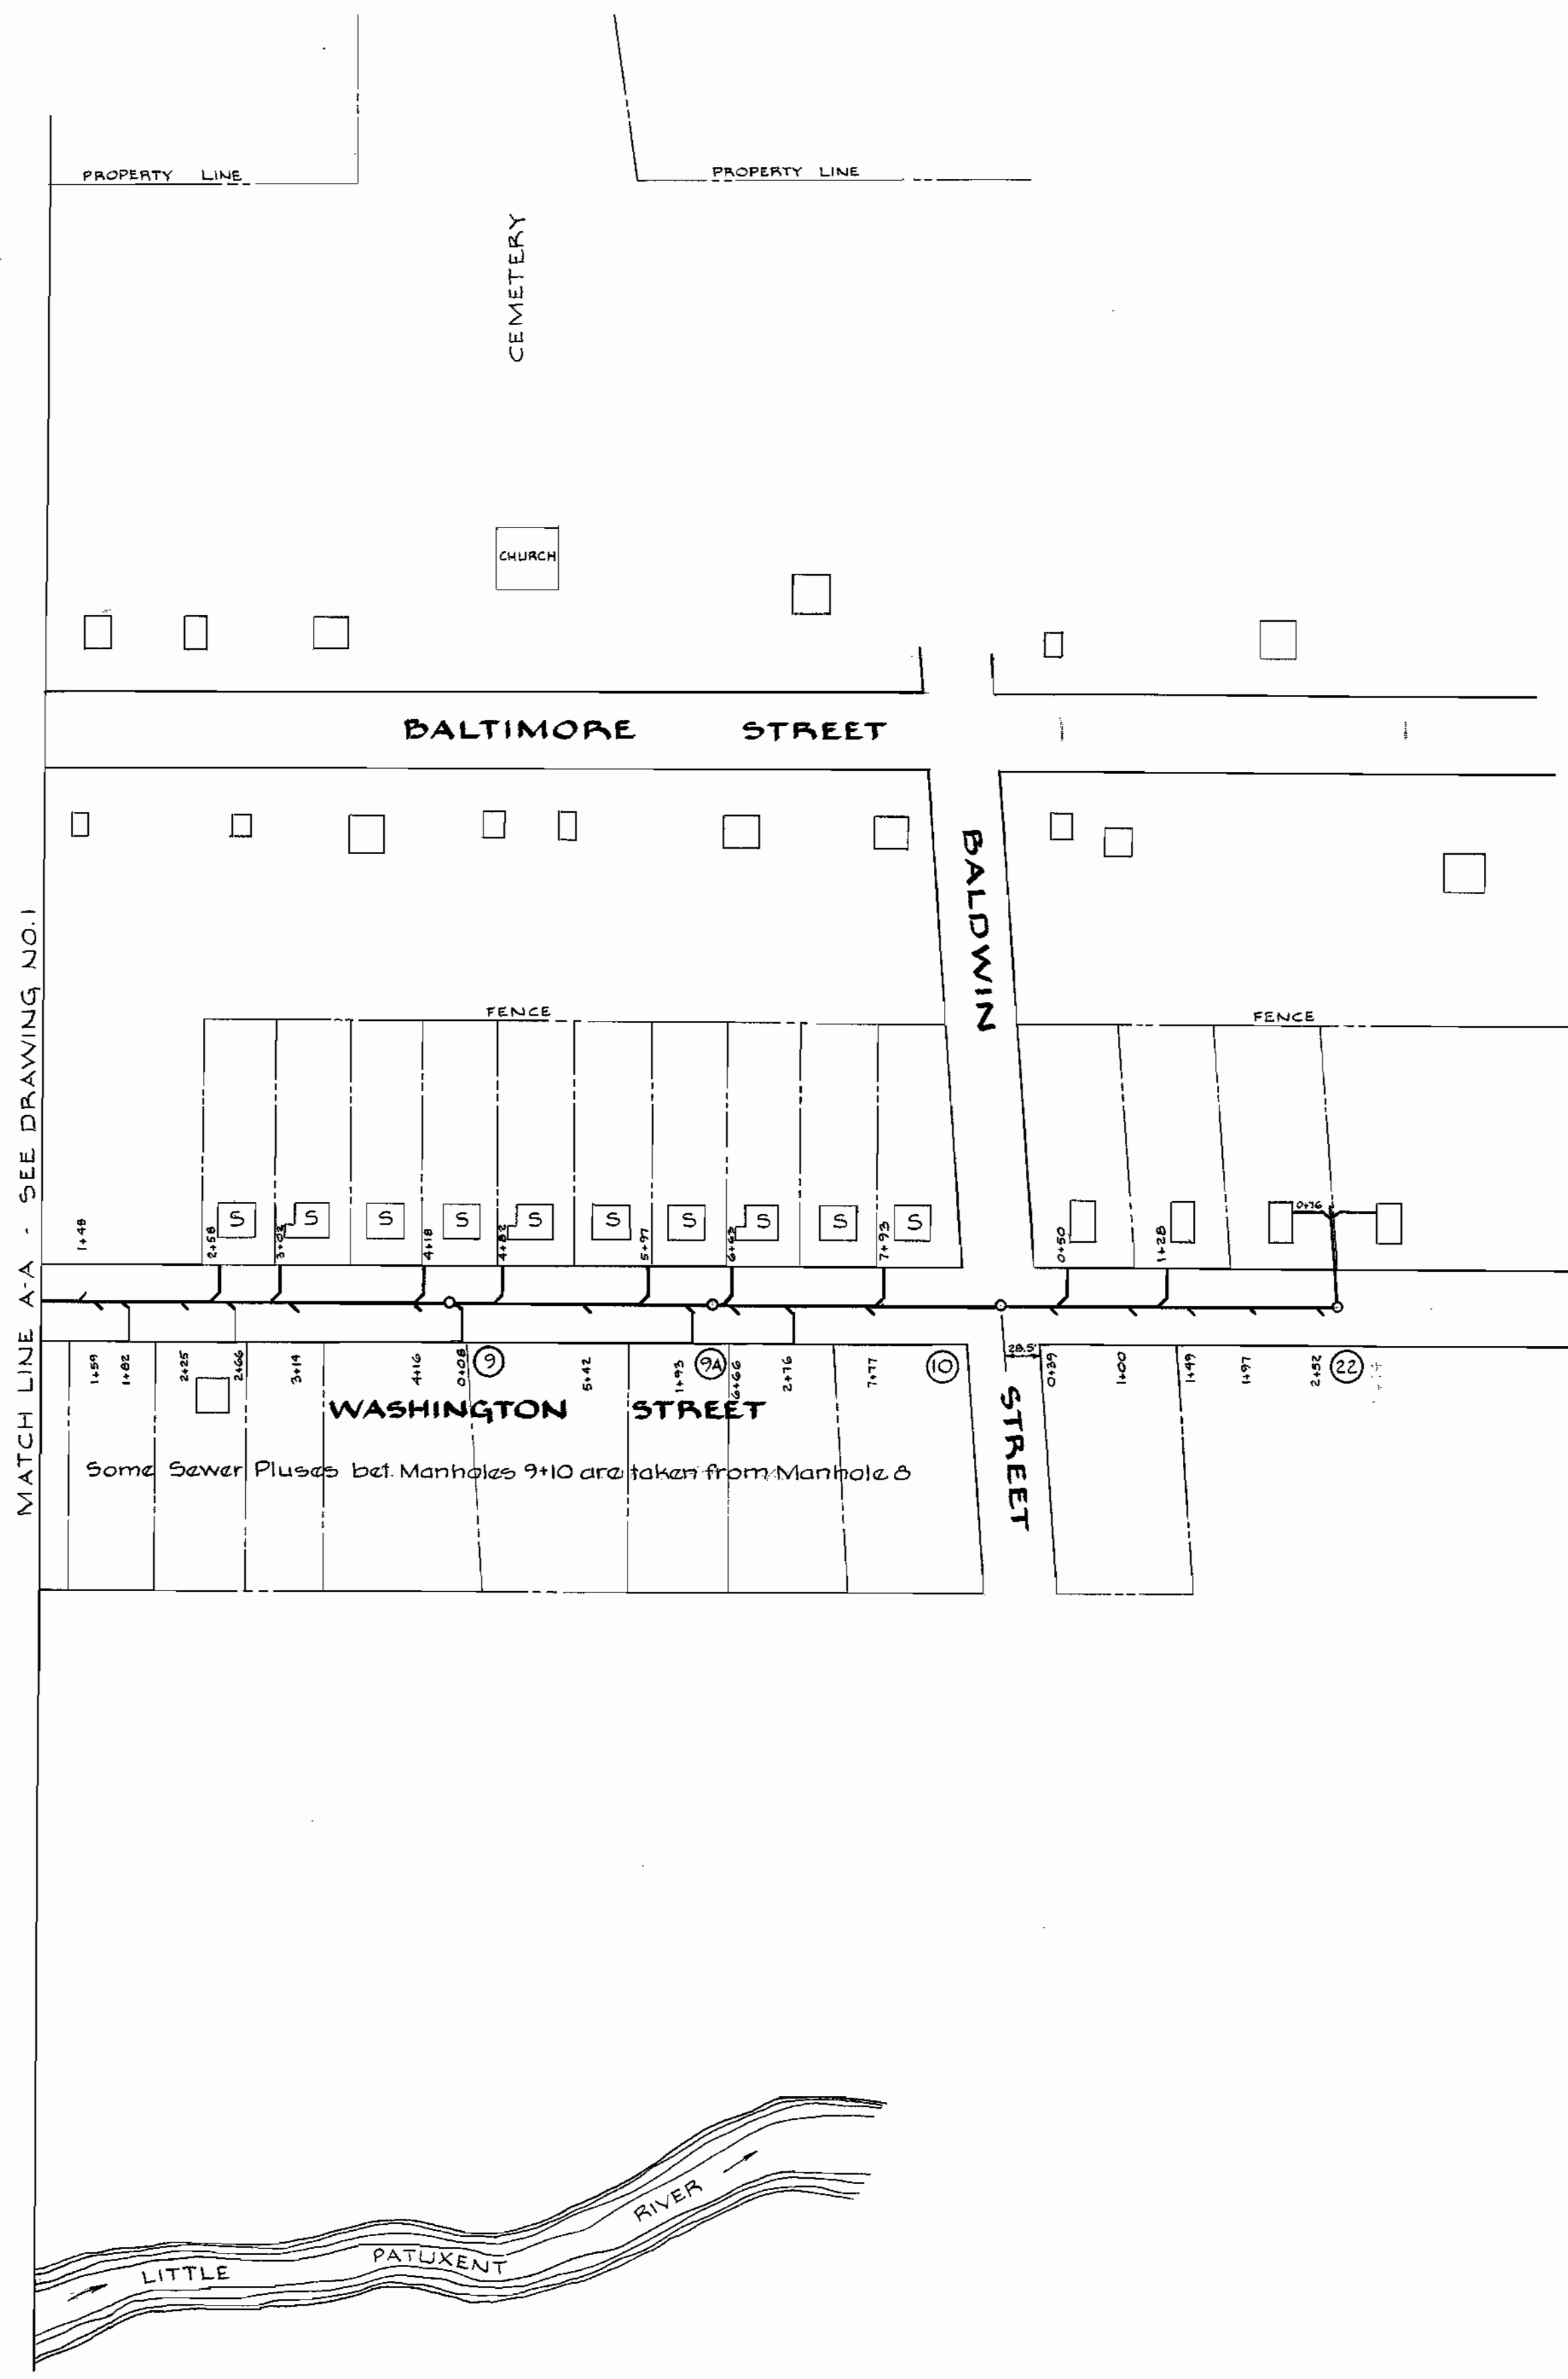 PROPERTY LINE
PROPERTY LINE
CEMETERY
CHURCH
BALTIMORE STREET
BALDWIN
STREET
MATCH LINE A-A - SEE DRAWING NO.1
FENCE
FENCE
S S S S S S S S S S
1+48
2+58
3+02
4+18
4+82
5+97
6+63
7+93
0+50
1+28
0+76
1+59
1+82
2+25
2+66
3+14
4+16
0+08
9
5+42
1+93
9A
6+66
2+76
7+77
10
28.5'
0+39
1+00
1+49
1+97
2+52
22
WASHINGTON STREET
Some Sewer Pluses bet. Manholes 9+10 are taken from Manhole 8
LITTLE PATUXENT RIVER